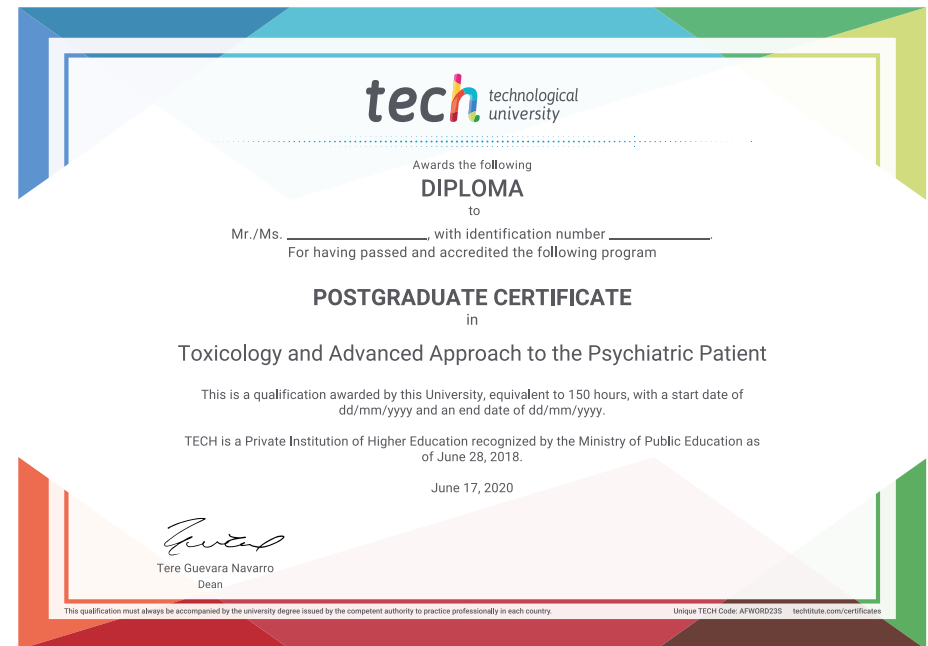 tech technological
university
Awards the following
DIPLOMA
to
Mr./Ms. ____________________, with identification number ______________.
For having passed and accredited the following program
POSTGRADUATE CERTIFICATE
in
Toxicology and Advanced Approach to the Psychiatric Patient
This is a qualification awarded by this University, equivalent to 150 hours, with a start date of
dd/mm/yyyy and an end date of dd/mm/yyyy.
TECH is a Private Institution of Higher Education recognized by the Ministry of Public Education as
of June 28, 2018.
June 17, 2020
Tere Guevara Navarro
Dean
This qualification must always be accompanied by the university degree issued by the competent authority to practice professionally in each country.
Unique TECH Code: AFWORD23S techtitute.com/certificates